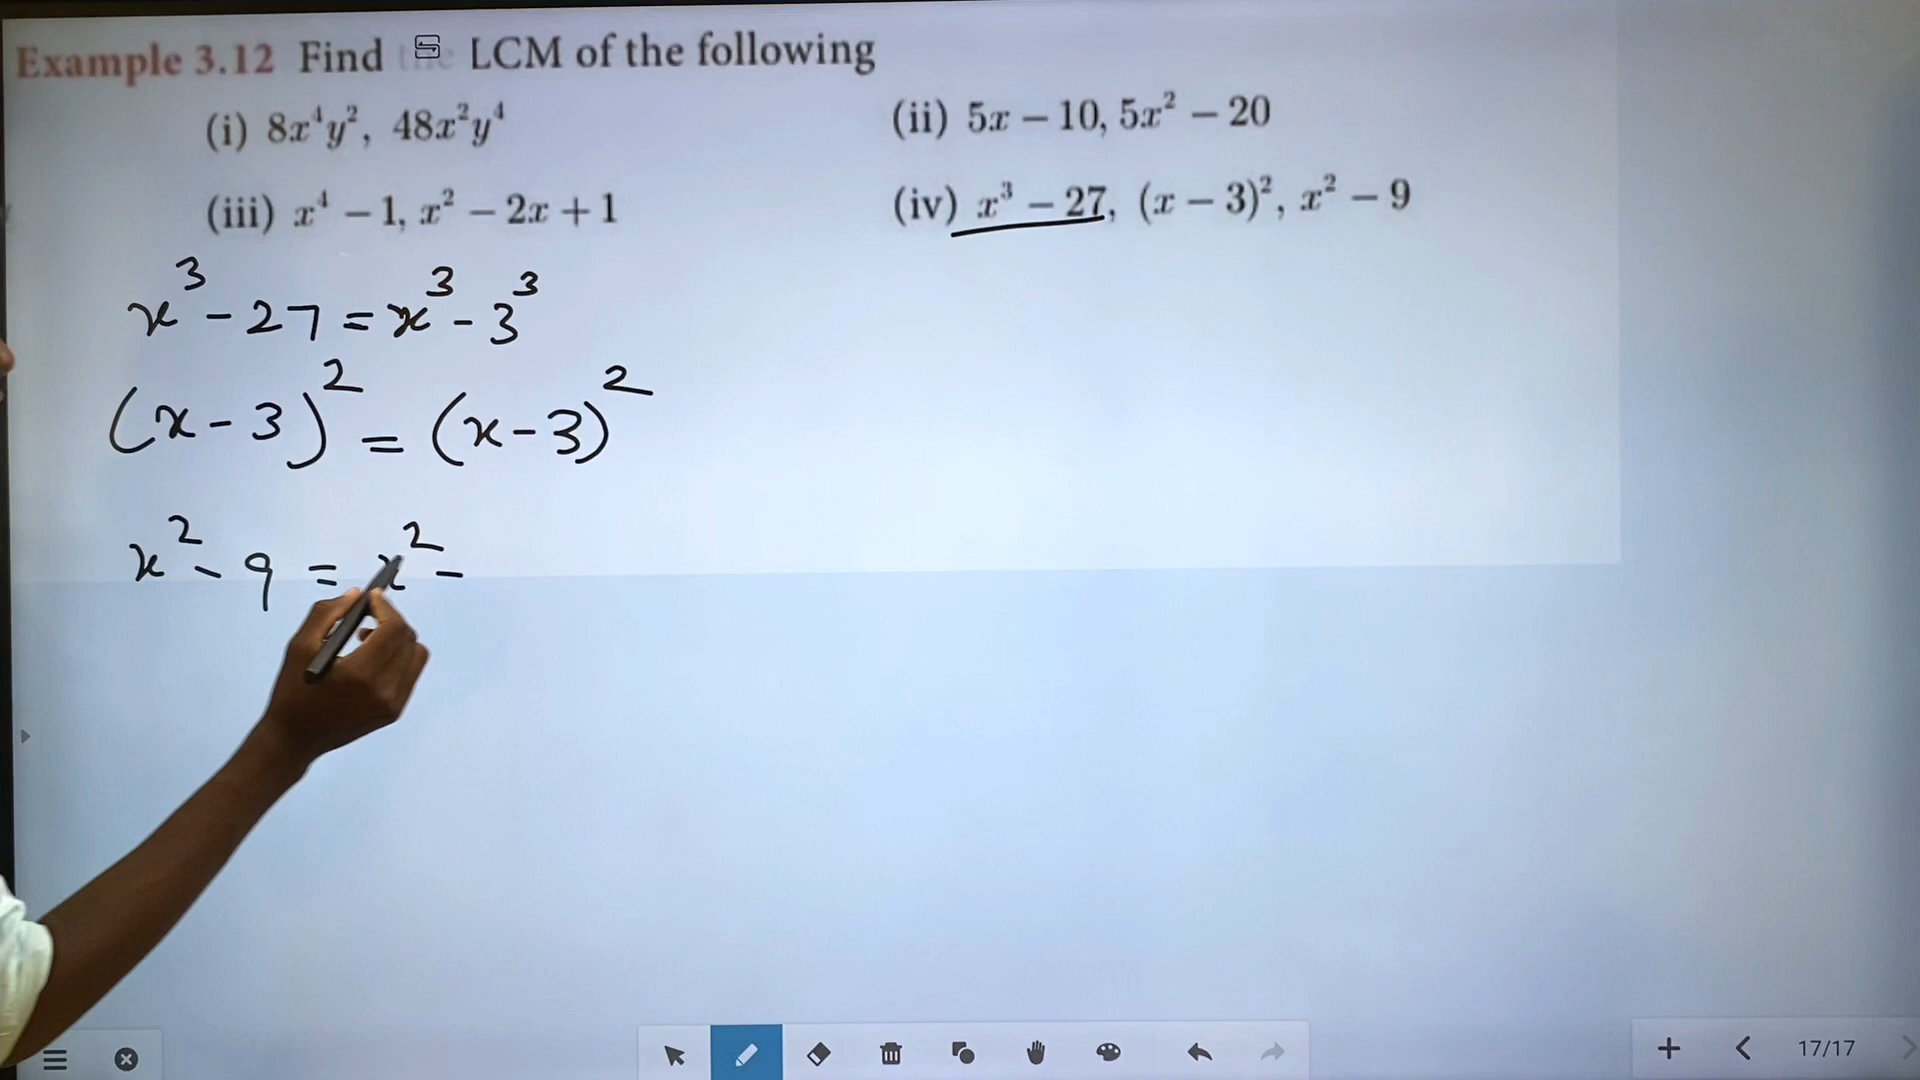 Example 3.12 Find the LCM of the following
(i) 8x⁴y², 48x²y⁴
(ii) 5x − 10, 5x² − 20
(iii) x⁴ − 1, x² − 2x + 1
(iv) x³ − 27, (x − 3)², x² − 9
x³ - 27 = x³ - 3³
(x - 3)² = (x - 3)²
x² - 9 = x² -
17/17